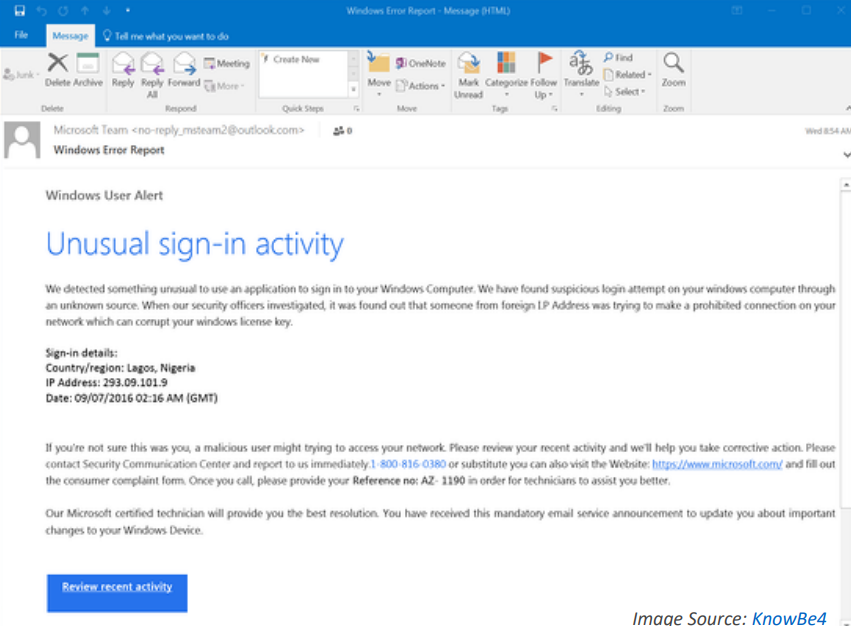 Windows Error Report - Message (HTML)
File Message Tell me what you want to do
Junk Delete Archive Reply Reply All Forward Meeting More Create New Move OneNote Actions Mark Unread Categorize Follow Up Translate Find Related Select Zoom Zoom
Delete Respond Quick Steps Move Tags Editing Zoom
Microsoft Team <no-reply_msteam2@outlook.com> 0 Wed 8:54 AM
Windows Error Report
Windows User Alert
Unusual sign-in activity
We detected something unusual to use an application to sign in to your Windows Computer. We have found suspicious login attempt on your windows computer through
an unknown source. When our security officers investigated, it was found out that someone from foreign I.P Address was trying to make a prohibited connection on your
network which can corrupt your windows license key.
Sign-in details:
Country/region: Lagos, Nigeria
IP Address: 293.09.101.9
Date: 09/07/2016 02:16 AM (GMT)
If you're not sure this was you, a malicious user might trying to access your network. Please review your recent activity and we'll help you take corrective action. Please
contact Security Communication Center and report to us immediately.1-800-816-0380 or substitute you can also visit the Website: https://www.microsoft.com/ and fill out
the consumer complaint form. Once you call, please provide your Reference no: AZ- 1190 in order for technicians to assist you better.
Our Microsoft certified technician will provide you the best resolution. You have received this mandatory email service announcement to update you about important
changes to your Windows Device.
Review recent activity
Image Source: KnowBe4